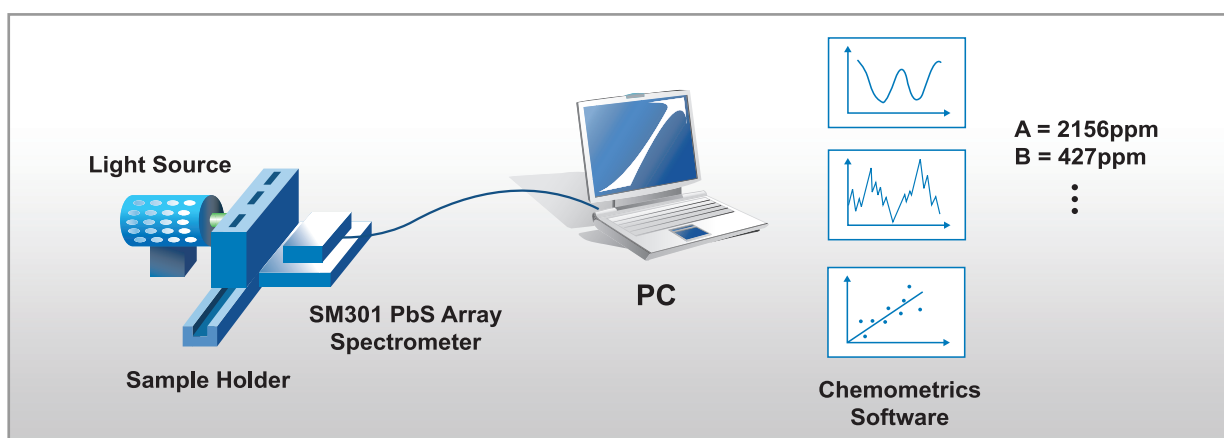 Light Source
Sample Holder
SM301 PbS Array
Spectrometer
PC
Chemometrics
Software
A = 2156ppm
B = 427ppm